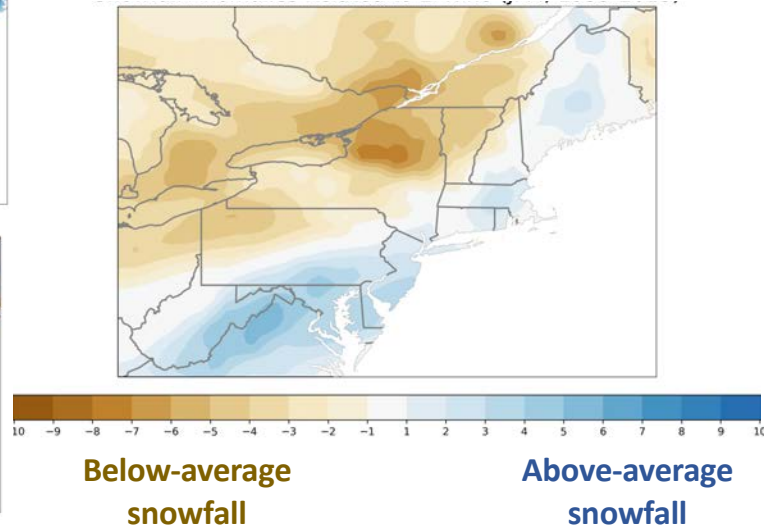 10 −9 −8 −7 −6 −5 −4 −3 −2 −1 1 2 3 4 5 6 7 8 9 10
Below-average Above-average
snowfall snowfall